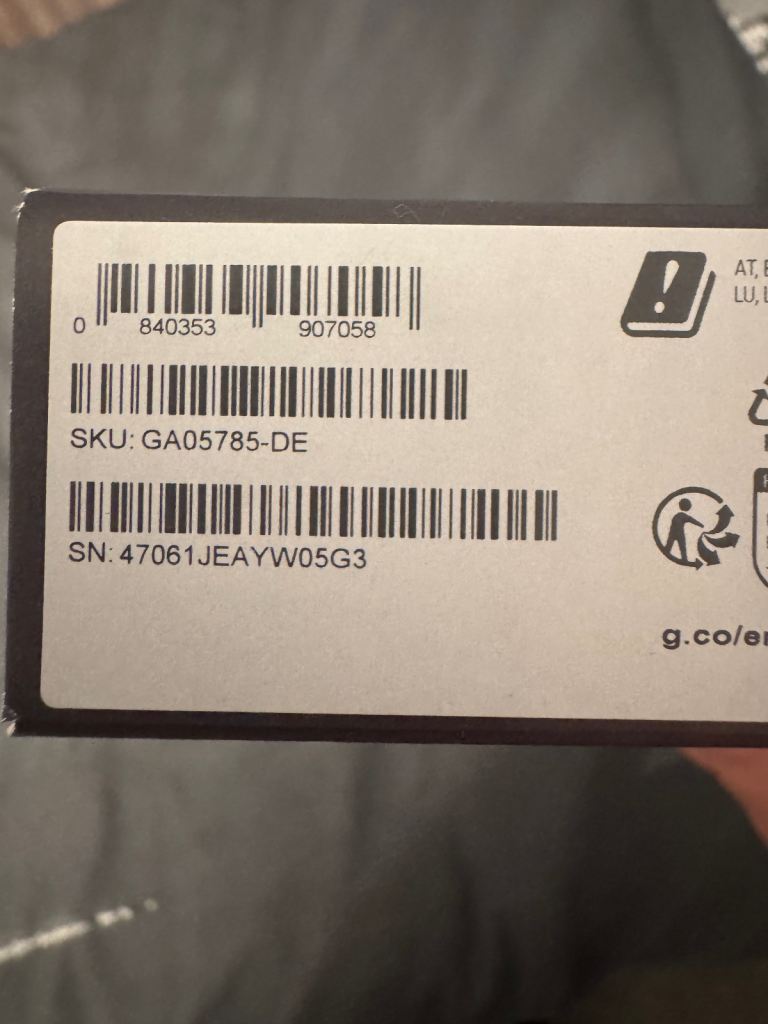 0 840353 907058
SKU: GA05785-DE
SN: 47061JEAYW05G3
AT,
LU,
g.co/